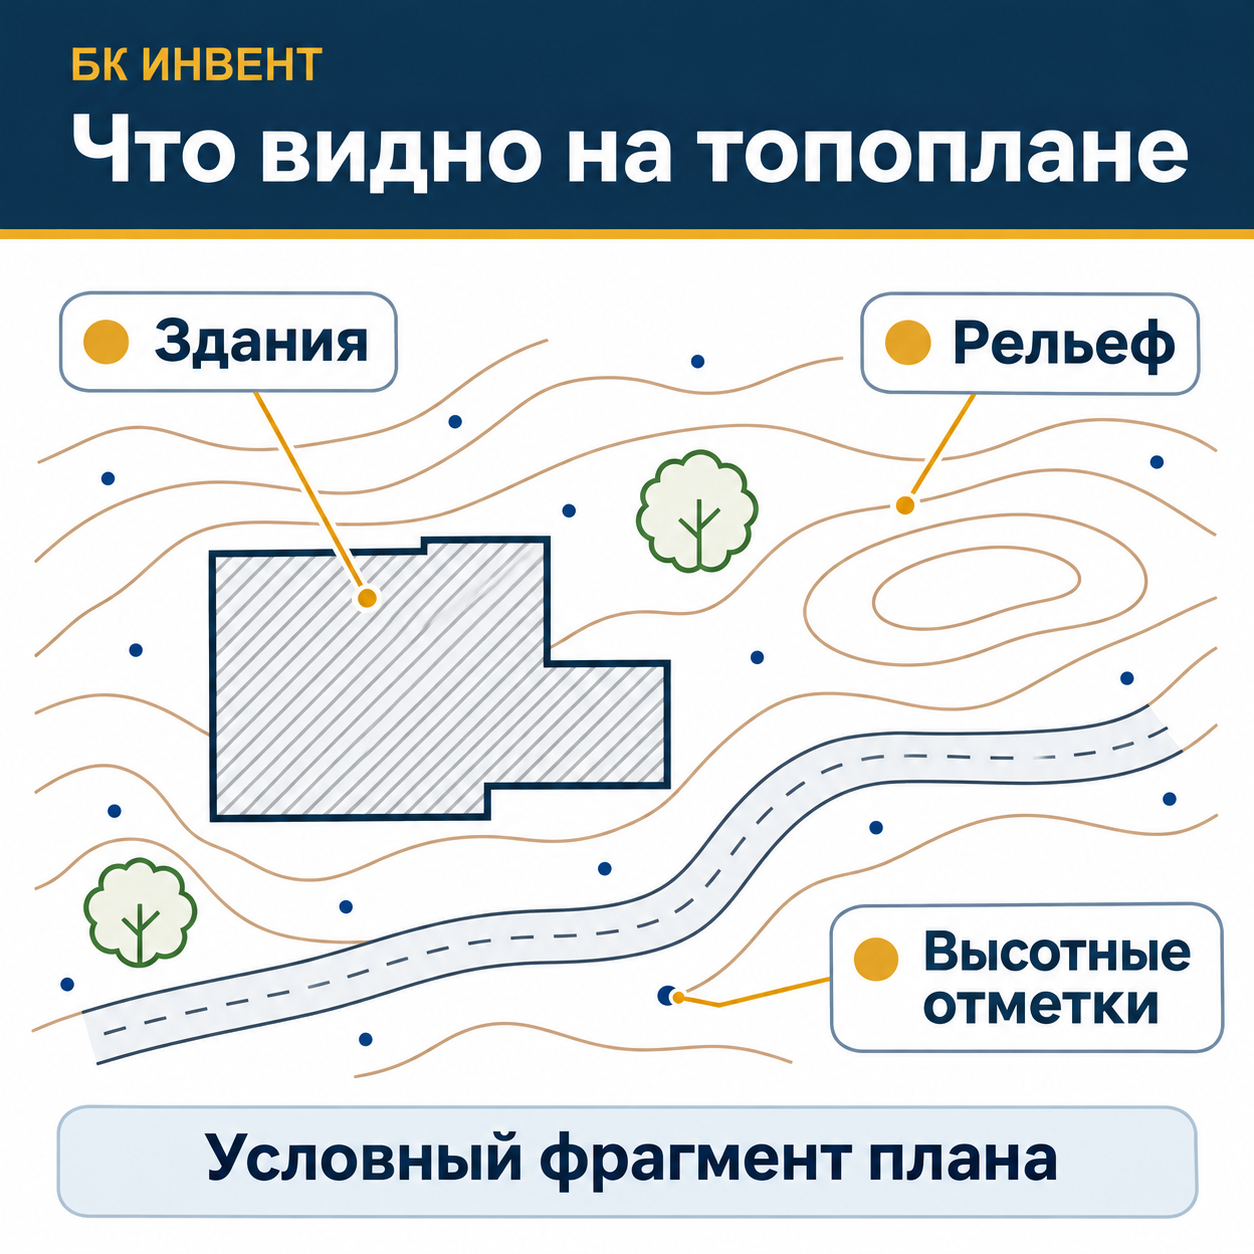 БК ИНВЕНТ
Что видно на топоплане
Здания
Рельеф
Высотные
отметки
Условный фрагмент плана